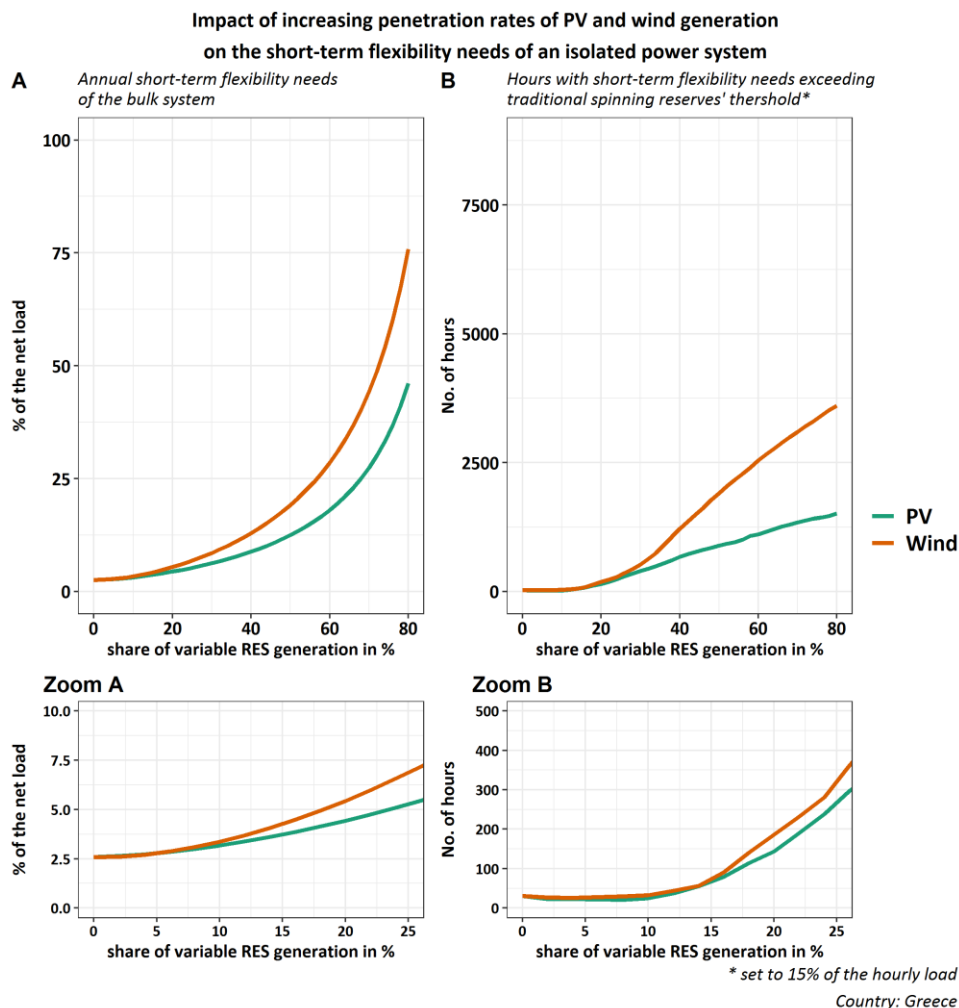 Impact of increasing penetration rates of PV and wind generation
on the short-term flexibility needs of an isolated power system
A
Annual short-term flexibility needs
of the bulk system
100
75
50
25
0
% of the net load
0 20 40 60 80
share of variable RES generation in %
B
Hours with short-term flexibility needs exceeding
traditional spinning reserves' thershold*
7500
5000
2500
0
No. of hours
0 20 40 60 80
share of variable RES generation in %
PV
Wind
Zoom A
10.0
7.5
5.0
2.5
0.0
% of the net load
0 5 10 15 20 25
share of variable RES generation in %
Zoom B
500
400
300
200
100
0
No. of hours
0 5 10 15 20 25
share of variable RES generation in %
* set to 15% of the hourly load
Country: Greece